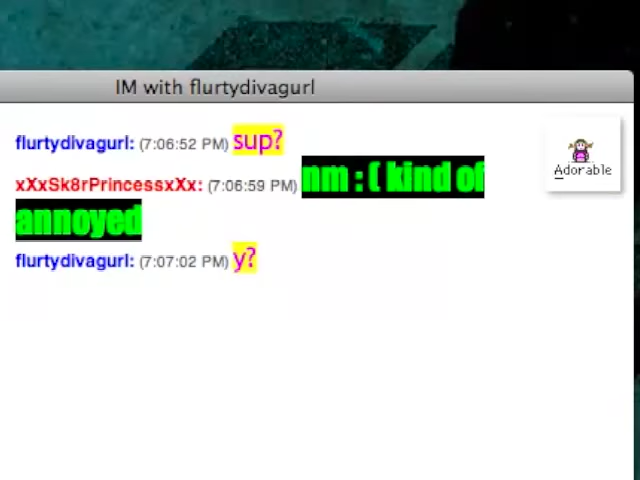 IM with flurtydivagurl
flurtydivagurl: (7:06:52 PM) sup?
Adorable
xXxSk8rPrincessxXx: (7:06:59 PM) nm : ( kind of
annoyed
flurtydivagurl: (7:07:02 PM) y?